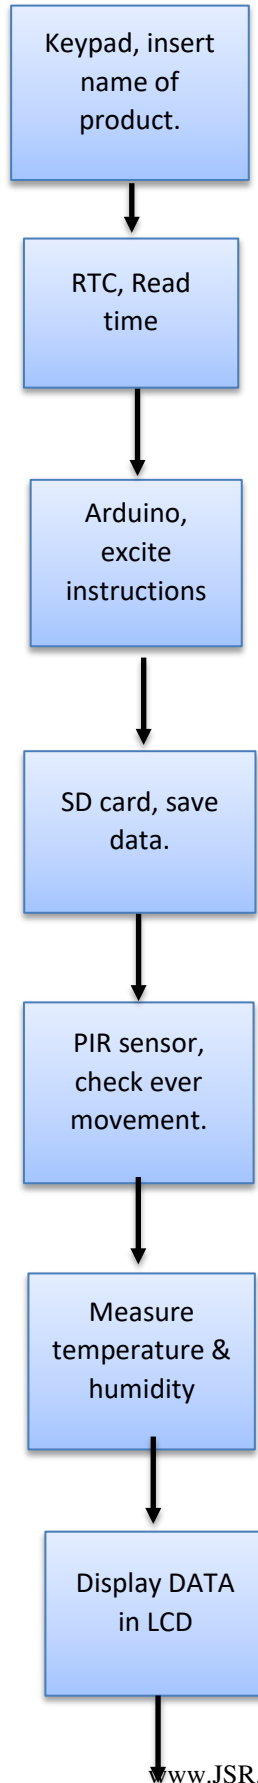 Keypad, insert
name of
product.
RTC, Read
time
Arduino,
excite
instructions
SD card, save
data.
PIR sensor,
check ever
movement.
Measure
temperature &
humidity
Display DATA
in LCD
www.JSR.